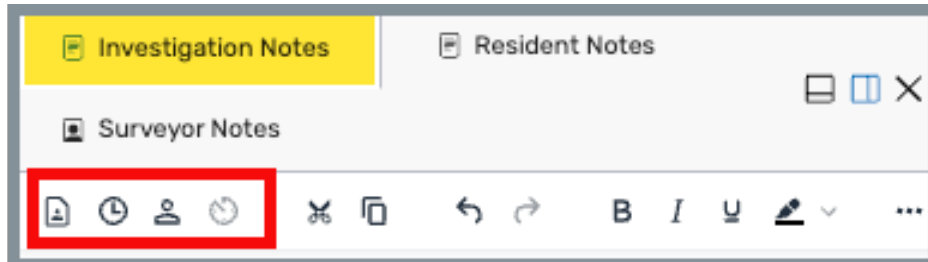 Investigation Notes
Resident Notes
Surveyor Notes
B I U